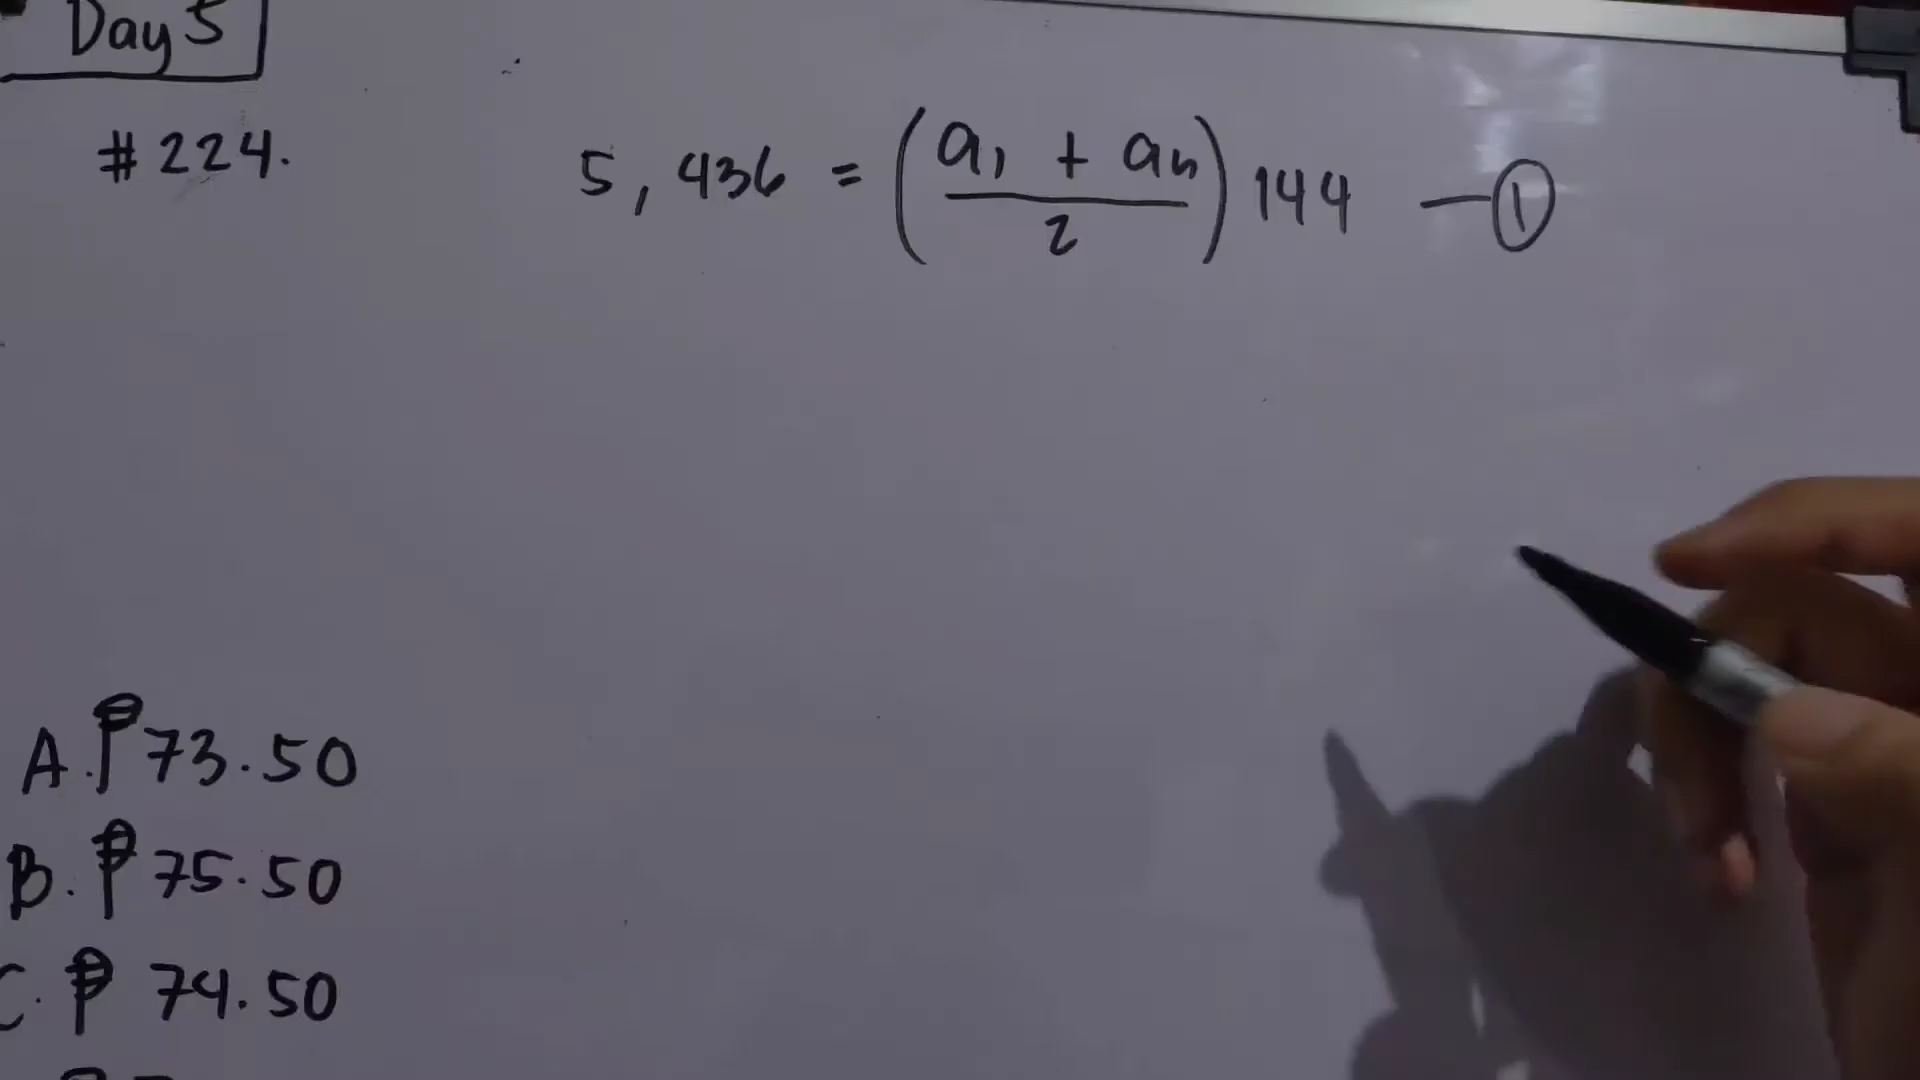 Day 5
#224.
5,436 = (a₁ + aₙ / 2) 144 —①
A. ₱73.50
B. ₱75.50
C. ₱74.50